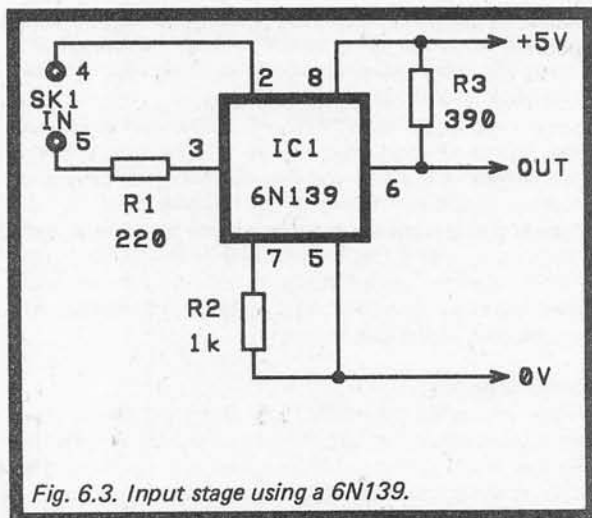 4
SK1
IN
5
R1
220
2
8
3
IC1
6N139
6
7
5
R2
1k
R3
390
+5V
OUT
0V
Fig. 6.3. Input stage using a 6N139.